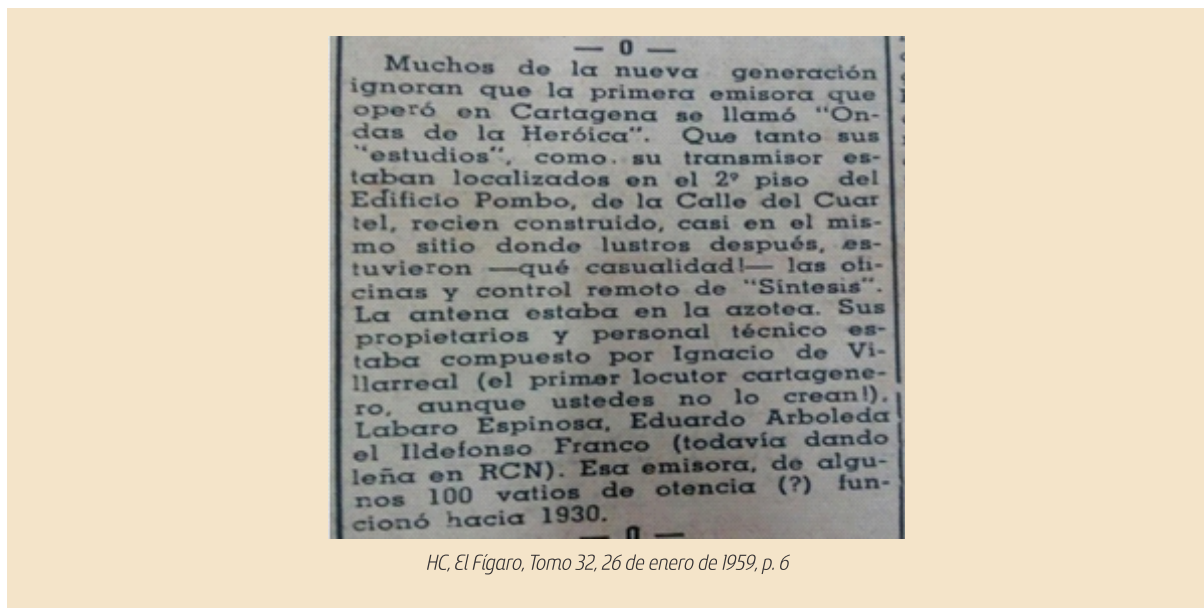 — 0 —
Muchos de la nueva generación
ignoran que la primera emisora que
operó en Cartagena se llamó "On-
das de la Heróica". Que tanto sus
"estudios", como su transmisor es-
taban localizados en el 2º piso del
Edificio Pombo, de la Calle del Cuar
tel, recien construído, casi en el mis-
mo sitio donde lustros después, es-
tuvieron —qué casualidad!— las ofi-
cinas y control remoto de "Síntesis".
La antena estaba en la azotea. Sus
propietarios y personal técnico es-
taba compuesto por Ignacio de Vi-
llarreal (el primer locutor cartagene-
ro, aunque ustedes no lo crean!),
Labaro Espinosa, Eduardo Arboleda
el Ildefonso Franco (todavía dando
leña en RCN). Esa emisora, de algu-
nos 100 vatios de otencia (?) fun-
cionó hacia 1930.
— 0 —
HC, El Fígaro, Tomo 32, 26 de enero de 1959, p. 6